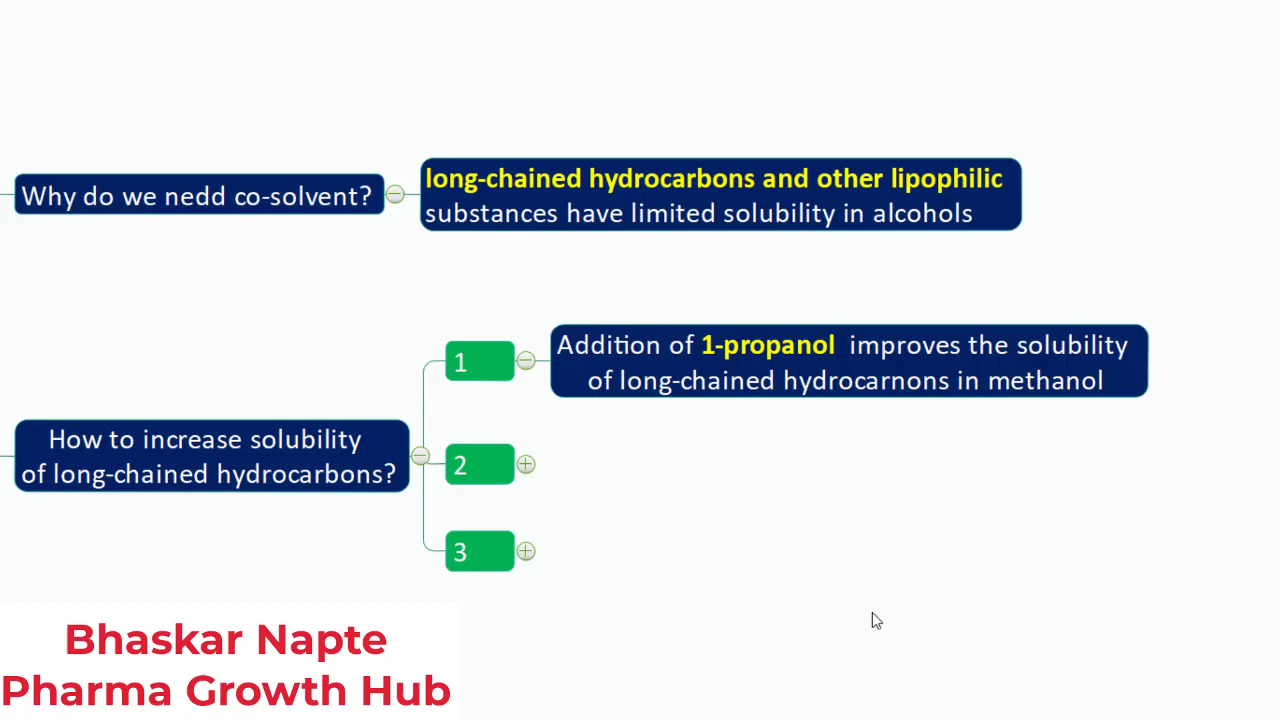 Why do we nedd co-solvent?
long-chained hydrocarbons and other lipophilic
substances have limited solubility in alcohols
How to increase solubility
of long-chained hydrocarbons?
1
Addition of 1-propanol improves the solubility
of long-chained hydrocarnons in methanol
2
3
Bhaskar Napte
Pharma Growth Hub